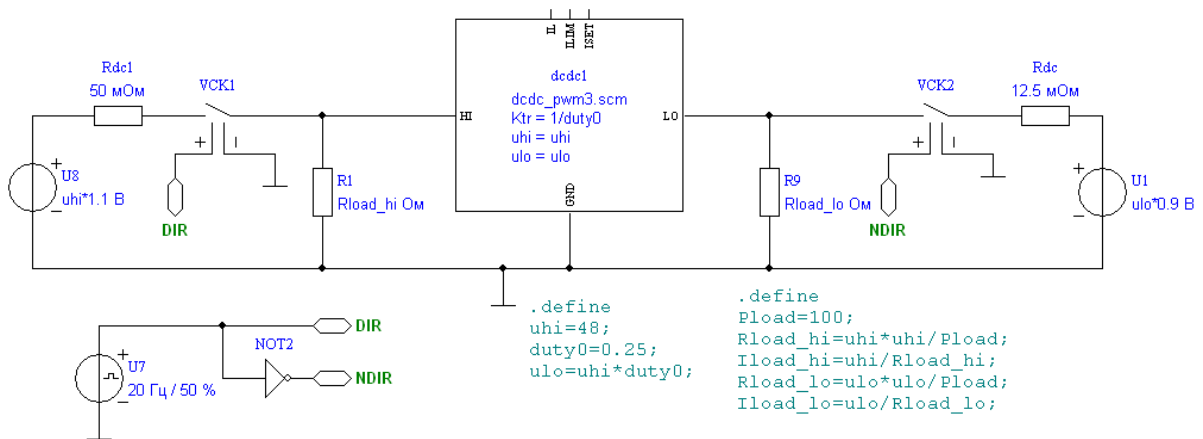 IL
ILIM
ISET
Rdc1
50 мОм
VCK1
dcdc1
dcdc_pwm3.scm
Ktr = 1/duty0
uhi = uhi
ulo = ulo
HI
LO
GND
VCK2
Rdc
12.5 мОм
+
+
U8
uhi*1.1 В
+
R1
Rload_hi Ом
R9
Rload_lo Ом
+
U1
ulo*0.9 В
DIR
NDIR
.define
uhi=48;
duty0=0.25;
ulo=uhi*duty0;
.define
Pload=100;
Rload_hi=uhi*uhi/Pload;
Iload_hi=uhi/Rload_hi;
Rload_lo=ulo*ulo/Pload;
Iload_lo=ulo/Rload_lo;
DIR
NOT2
NDIR
+
U7
20 Гц / 50 %